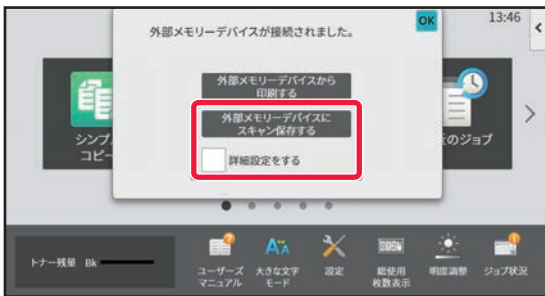 外部メモリーデバイスが接続されました。
OK
13:46
外部メモリーデバイスから
印刷する
外部メモリーデバイスに
スキャン保存する
詳細設定をする
シンプ
コピー
のジョブ
トナー残量 Bk
ユーザーズ
マニュアル
大きな文字
モード
設定
総使用
枚数表示
明度調整
ジョブ状況